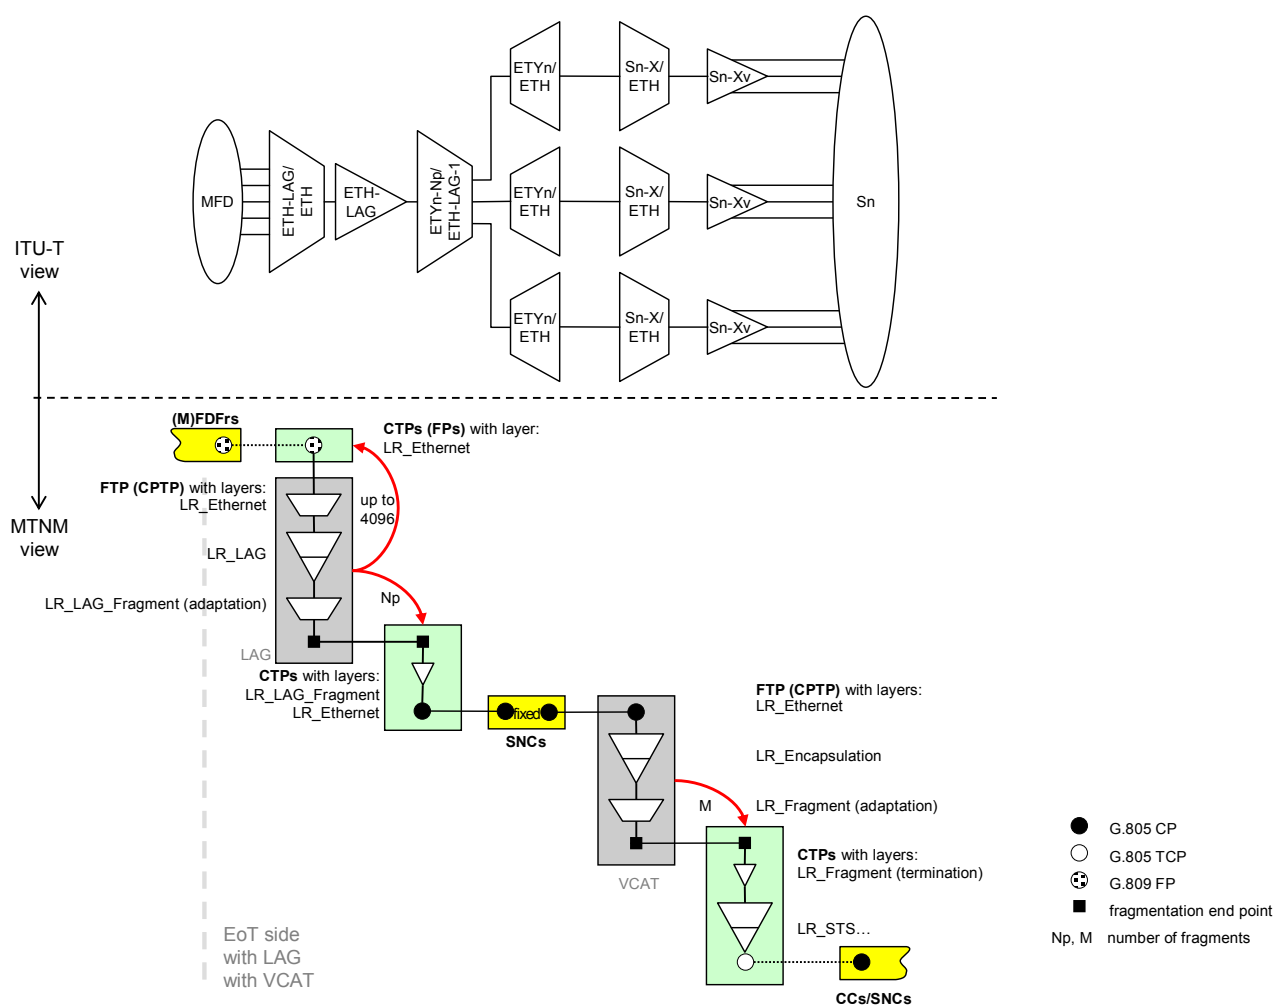 ETYn/
ETH
Sn-X/
ETH
Sn-Xv
MFD
ETH-LAG/
ETH
ETH-
LAG
ETYn-Np/
ETH-LAG-1
ETYn/
ETH
Sn-X/
ETH
Sn-Xv
Sn
ETYn/
ETH
Sn-X/
ETH
Sn-Xv
ITU-T
view
MTNM
view
(M)FDFrs
CTPs (FPs) with layer:
LR_Ethernet
FTP (CPTP) with layers:
LR_Ethernet
up to
4096
LR_LAG
LR_LAG_Fragment (adaptation)
Np
LAG
CTPs with layers:
LR_LAG_Fragment
LR_Ethernet
fixed
SNCs
FTP (CPTP) with layers:
LR_Ethernet
LR_Encapsulation
LR_Fragment (adaptation)
M
VCAT
CTPs with layers:
LR_Fragment (termination)
LR_STS...
CCs/SNCs
EoT side
with LAG
with VCAT
G.805 CP
G.805 TCP
G.809 FP
fragmentation end point
Np, M number of fragments